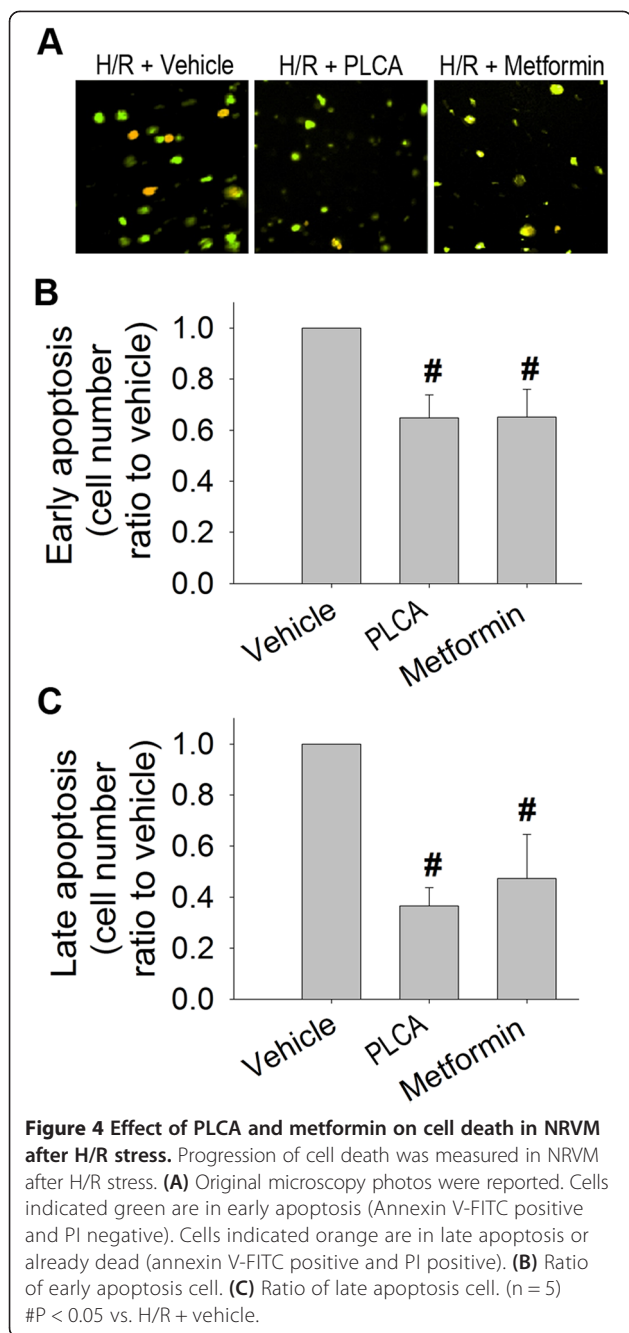 A
H/R + Vehicle H/R + PLCA H/R + Metformin
B
Early apoptosis
(cell number
ratio to vehicle)
1.0
0.8
0.6
0.4
0.2
0.0
# #
Vehicle PLCA Metformin
C
Late apoptosis
(cell number
ratio to vehicle)
1.0
0.8
0.6
0.4
0.2
0.0
# #
Vehicle PLCA Metformin
Figure 4 Effect of PLCA and metformin on cell death in NRVM
after H/R stress. Progression of cell death was measured in NRVM
after H/R stress. (A) Original microscopy photos were reported. Cells
indicated green are in early apoptosis (Annexin V-FITC positive
and PI negative). Cells indicated orange are in late apoptosis or
already dead (annexin V-FITC positive and PI positive). (B) Ratio
of early apoptosis cell. (C) Ratio of late apoptosis cell. (n = 5)
#P < 0.05 vs. H/R + vehicle.